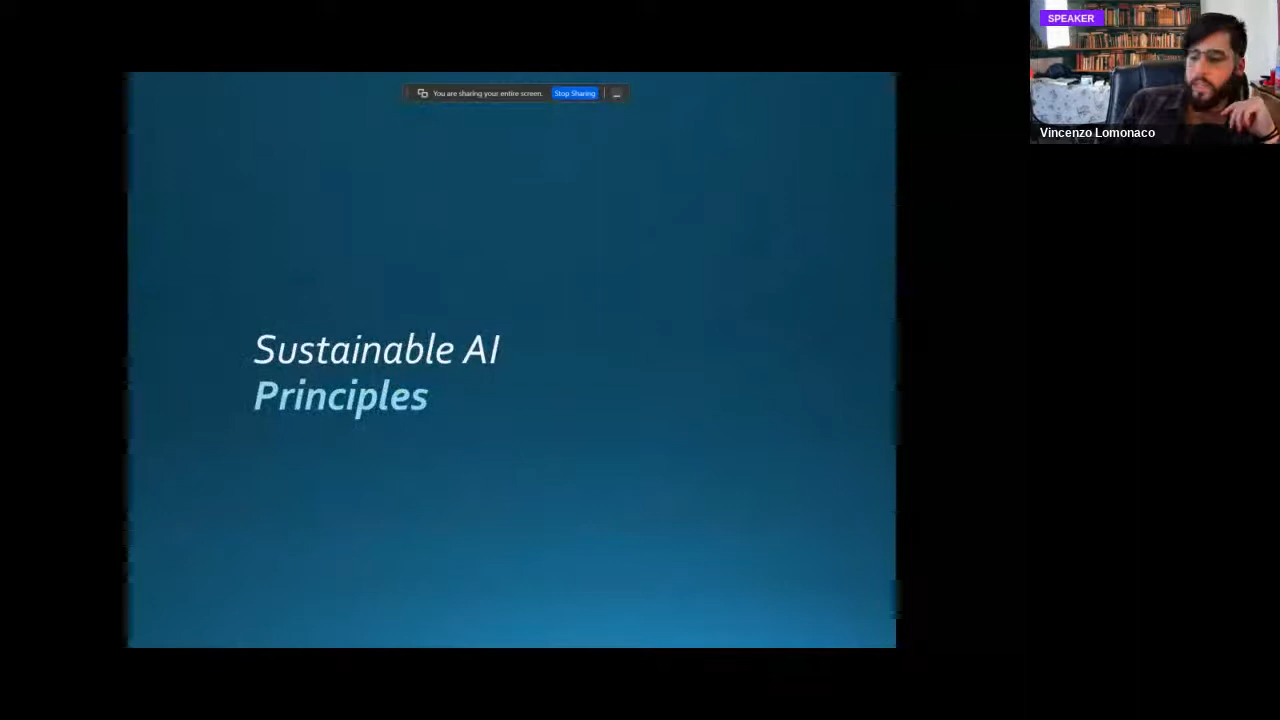 You are sharing your entire screen. Stop Sharing
Sustainable AI
Principles
SPEAKER
Vincenzo Lomonaco